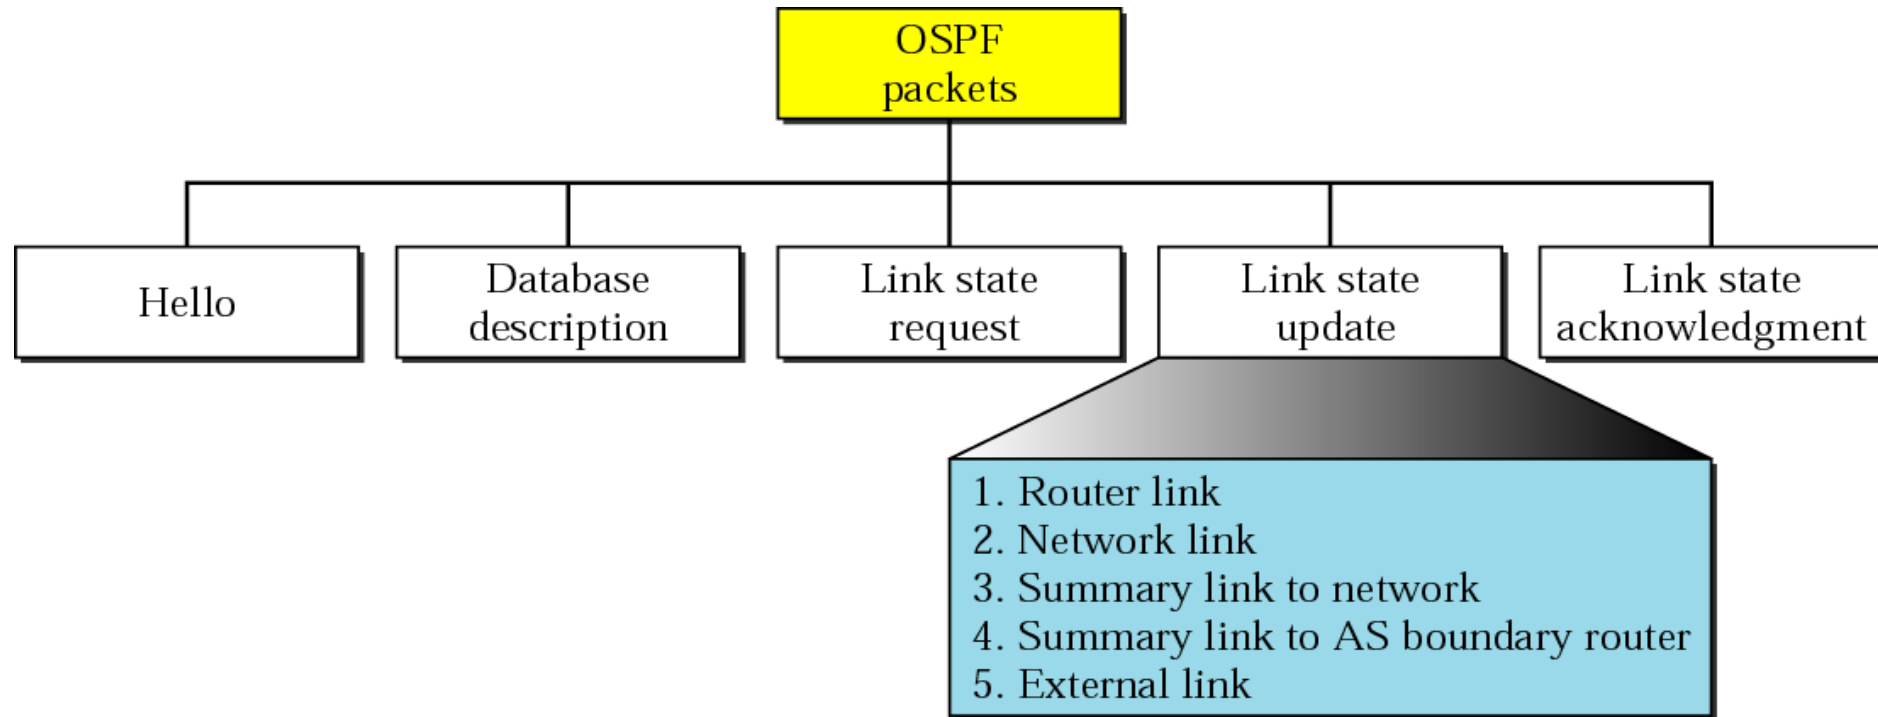 OSPF
packets
Hello
Database
description
Link state
request
Link state
update
Link state
acknowledgment
1. Router link
2. Network link
3. Summary link to network
4. Summary link to AS boundary router
5. External link